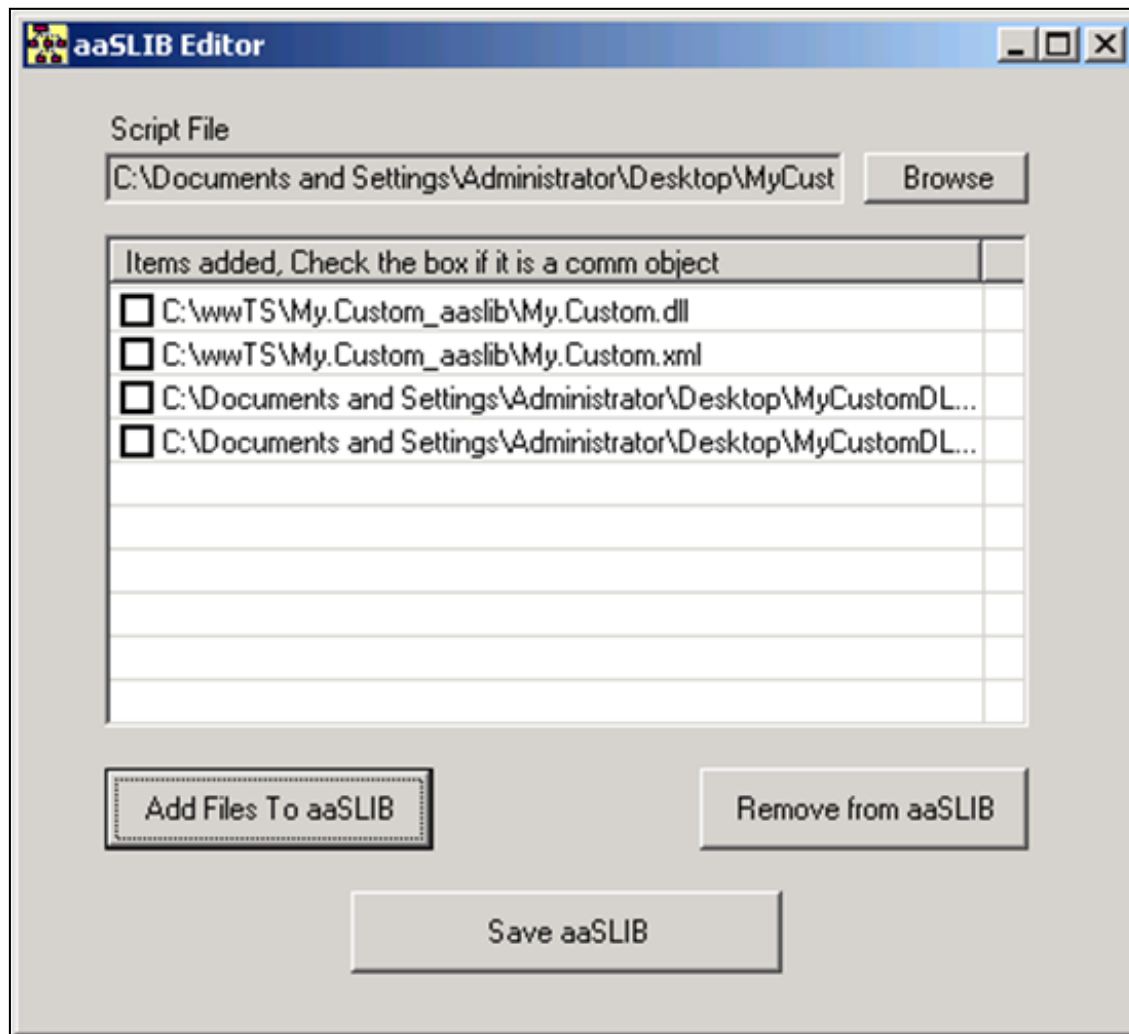 aaSLIB Editor
Script File
C:\Documents and Settings\Administrator\Desktop\MyCust
Browse
Items added, Check the box if it is a comm object
C:\wwTS\My.Custom_aaslib\My.Custom.dll
C:\wwTS\My.Custom_aaslib\My.Custom.xml
C:\Documents and Settings\Administrator\Desktop\MyCustomDL...
C:\Documents and Settings\Administrator\Desktop\MyCustomDL...
Add Files To aaSLIB
Remove from aaSLIB
Save aaSLIB